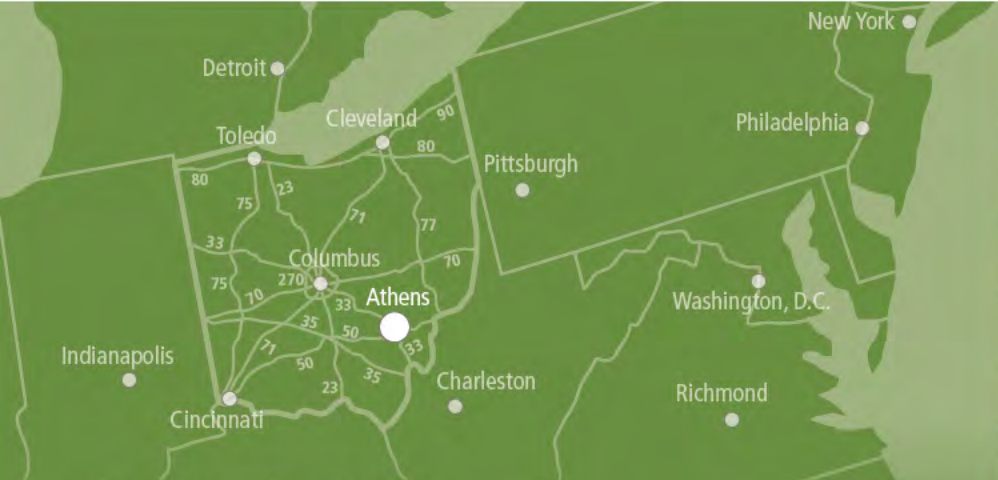 New York
Detroit
Cleveland
90
Philadelphia
Toledo
80
Pittsburgh
80
23
75
71
77
33
Columbus
70
270
75
70
33
Athens
Washington, D.C.
35
50
71
33
Indianapolis
50
35
Charleston
23
Richmond
Cincinnati